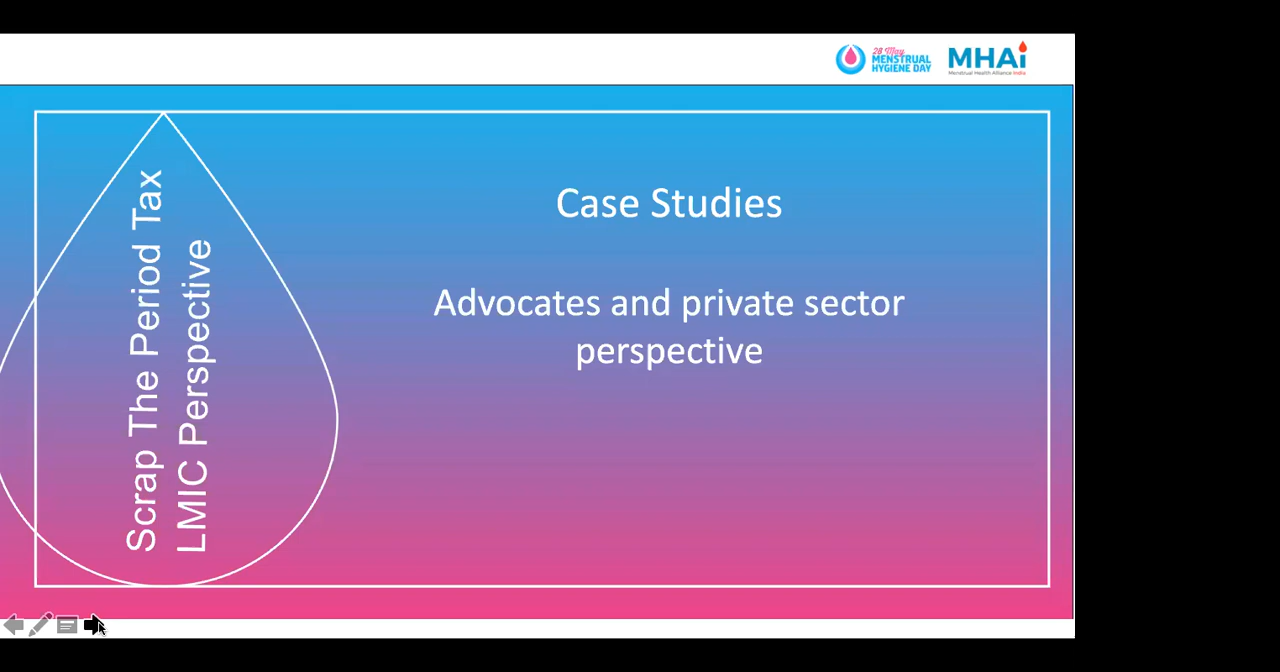 28 May
MENSTRUAL
HYGIENE DAY
MHAi
Menstrual Health Alliance India
Scrap The Period Tax
LMIC Perspective
Case Studies
Advocates and private sector
perspective